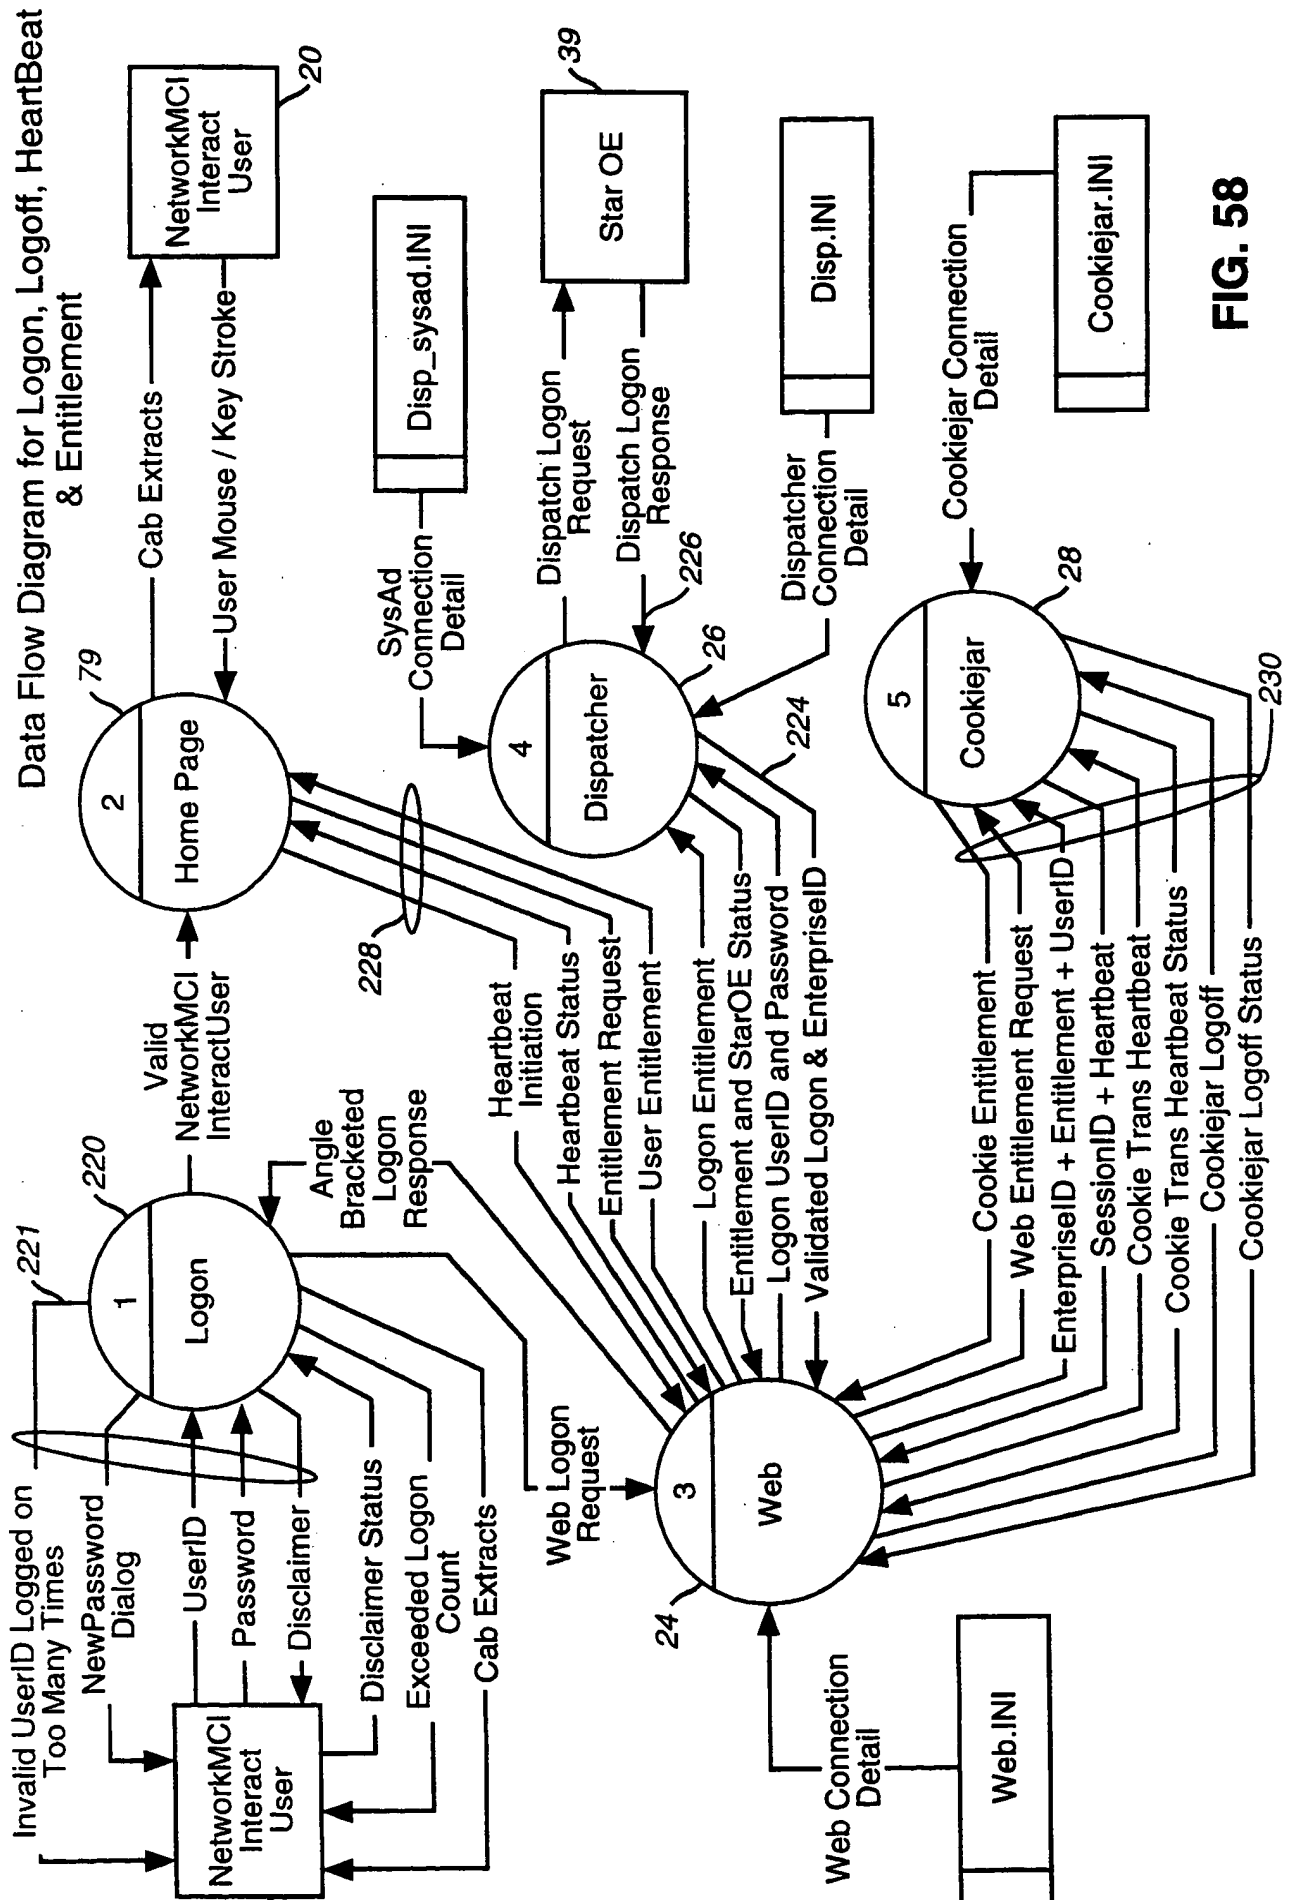 Data Flow Diagram for Logon, Logoff, HeartBeat
& Entitlement
Invalid UserID Logged on
Too Many Times
221
NewPassword
Dialog
UserID
Password
Disclaimer
Disclaimer Status
Exceeded Logon
Count
Cab Extracts
NetworkMCI
Interact
User
1
Logon
220
Valid
NetworkMCI
InteractUser
2
Home Page
79
Cab Extracts
User Mouse / Key Stroke
NetworkMCI
Interact
User
20
Angle
Bracketed
Logon
Response
Web Logon
Request
228
Heartbeat
Initiation
Heartbeat Status
Entitlement Request
User Entitlement
SysAd
Connection
Detail
Disp_sysad.INI
4
Dispatcher
26
Dispatch Logon
Request
Dispatch Logon
Response
226
Star OE
39
Logon Entitlement
Entitlement and StarOE Status
Logon UserID and Password
Validated Logon & EnterpriseID
224
Dispatcher
Connection
Detail
Disp.INI
3
Web
24
Web Connection
Detail
Web.INI
Cookie Entitlement
Web Entitlement Request
EnterpriseID + Entitlement + UserID
SessionID + Heartbeat
Cookie Trans Heartbeat
Cookie Trans Heartbeat Status
Cookiejar Logoff
Cookiejar Logoff Status
230
5
Cookiejar
28
Cookiejar Connection
Detail
Cookiejar.INI
FIG. 58